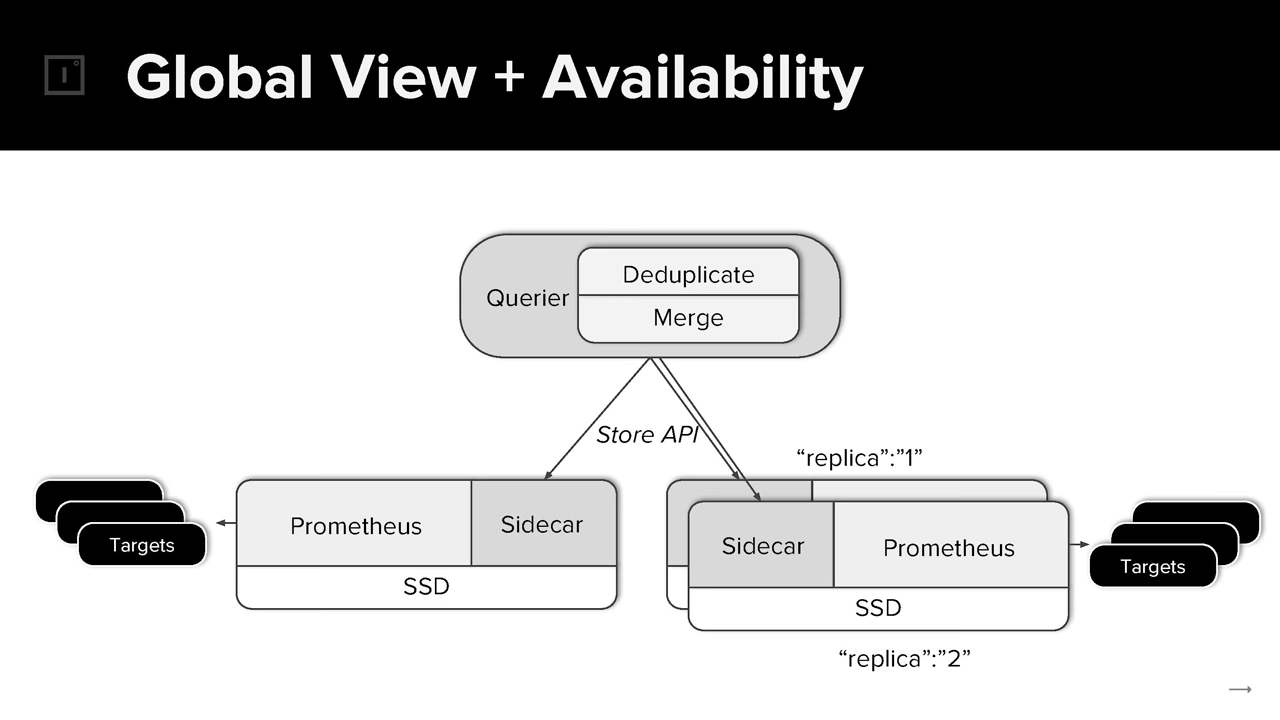 Global View + Availability
Deduplicate
Querier
Merge
Store API
“replica”:”1”
Prometheus
Sidecar
Targets
SSD
Sidecar
Prometheus
Targets
SSD
“replica”:”2”